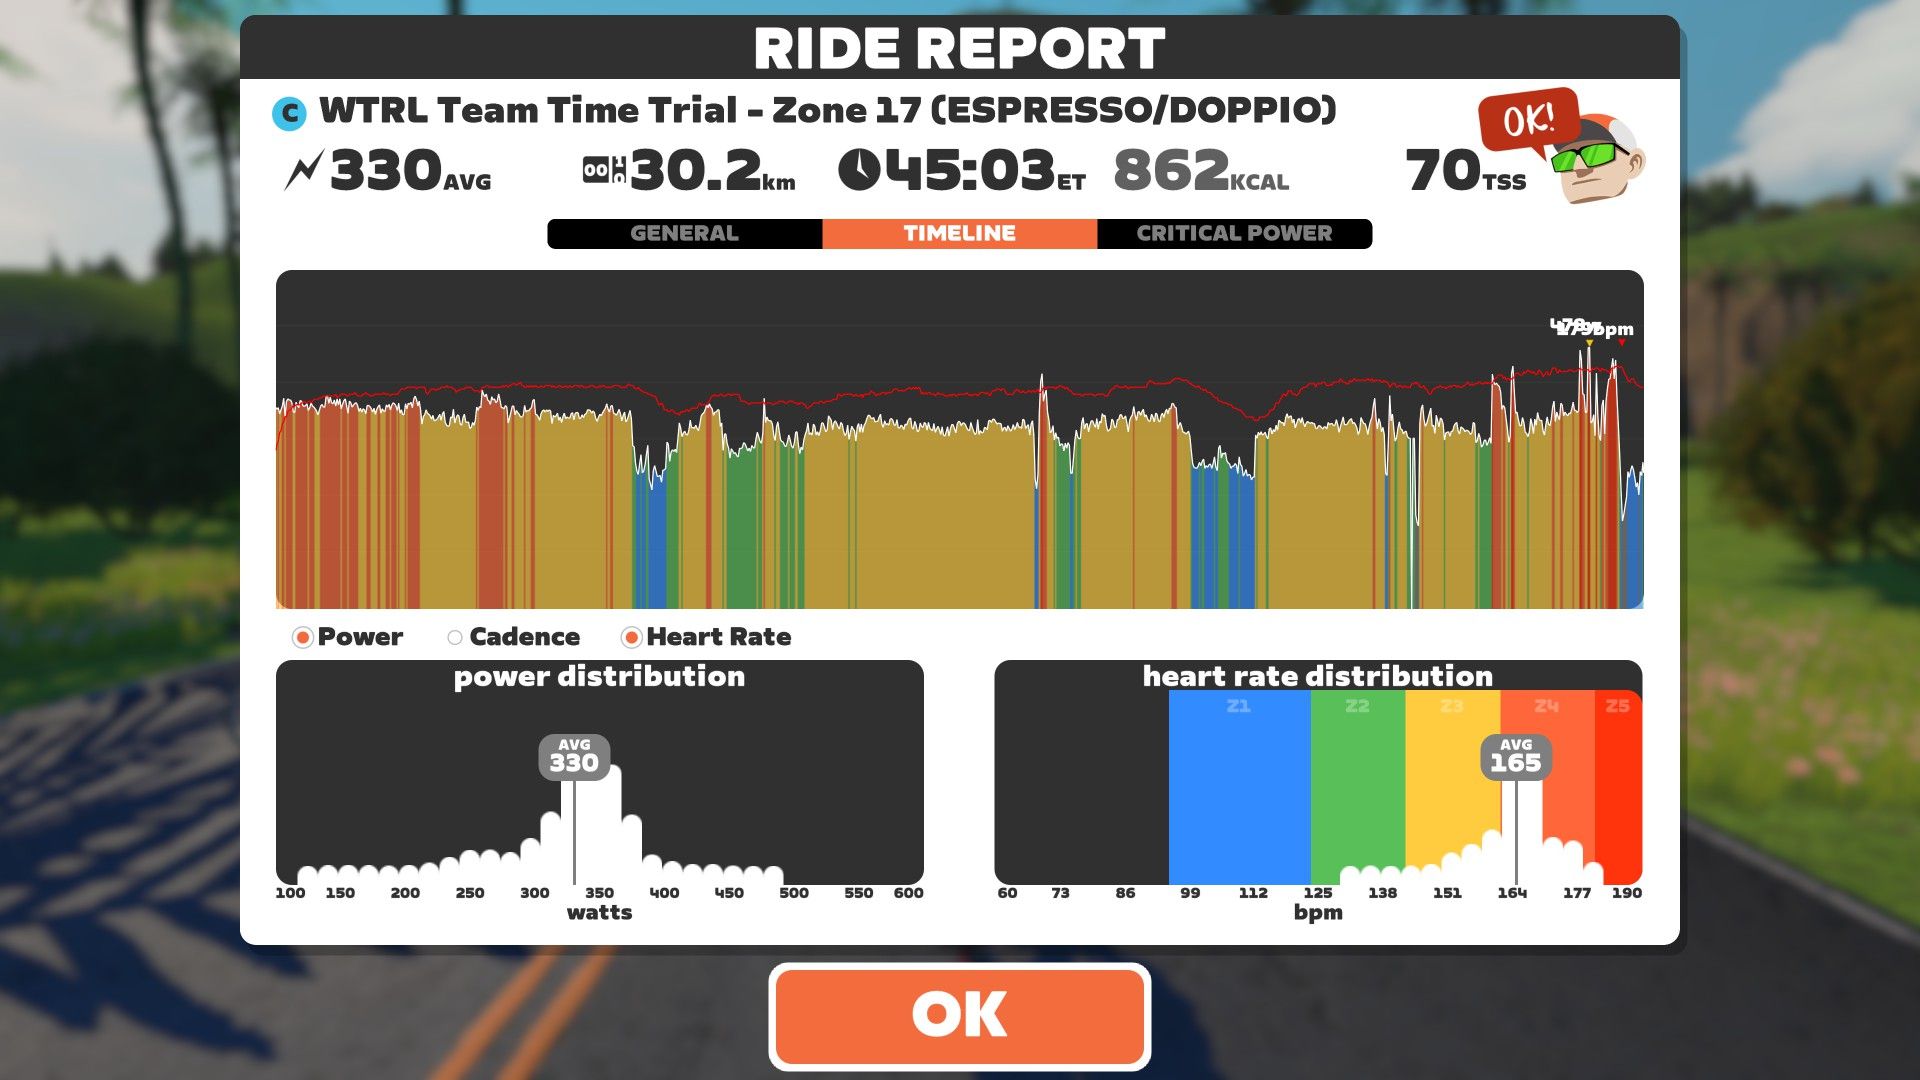 RIDE REPORT
C WTRL Team Time Trial - Zone 17 (ESPRESSO/DOPPIO)
OK!
330AVG 30.2km 45:03ET 862KCAL 70TSS
GENERAL TIMELINE CRITICAL POWER
Power Cadence Heart Rate
power distribution
AVG
330
100 150 200 250 300 350 400 450 500 550 600
watts
heart rate distribution
Z1 Z2 Z3 Z4 Z5
AVG
165
60 73 86 99 112 125 138 151 164 177 190
bpm
OK